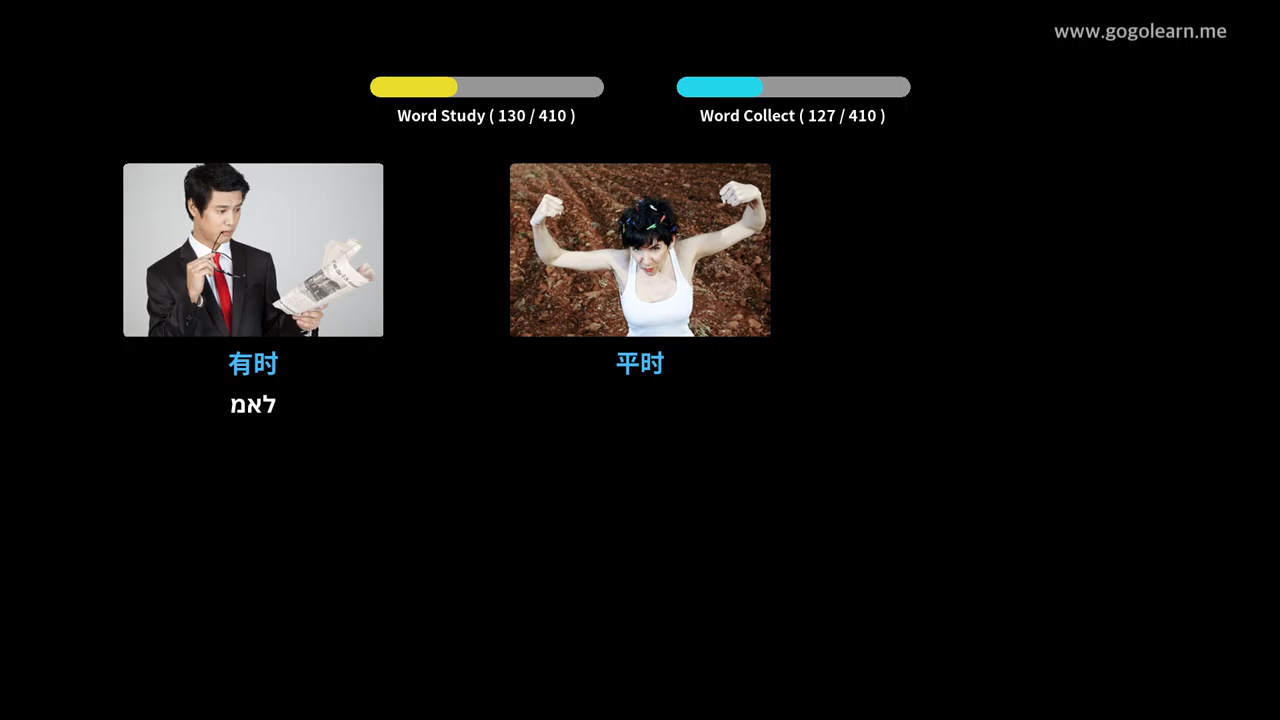 www.gogolearn.me
Word Study ( 130 / 410 )
Word Collect ( 127 / 410 )
有时
平时
לאמ